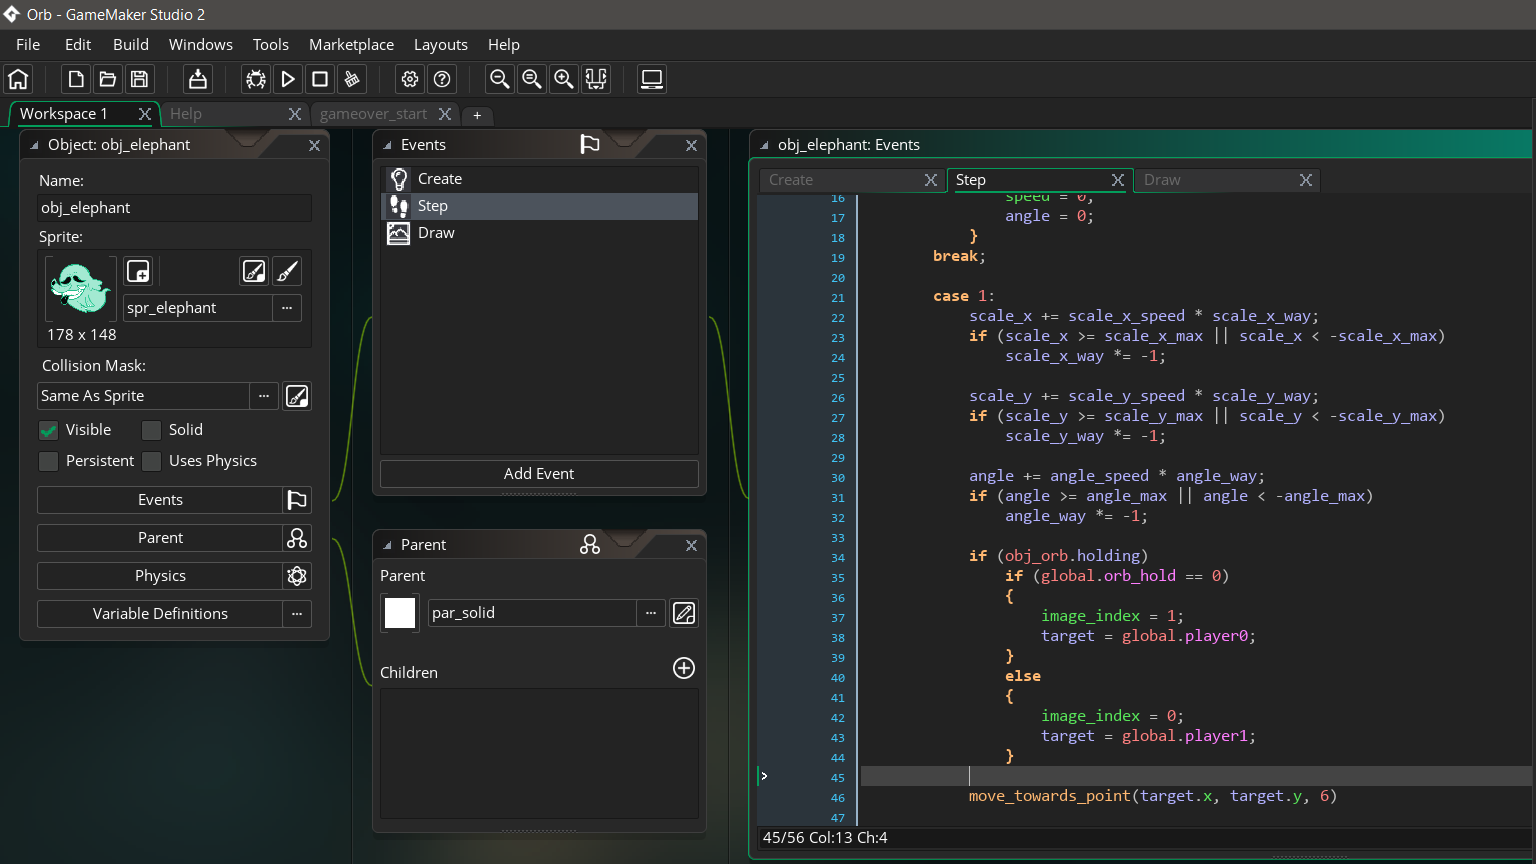 Orb - GameMaker Studio 2
File Edit Build Windows Tools Marketplace Layouts Help
Workspace 1 X Help X gameover_start X +
Object: obj_elephant
Name:
obj_elephant
Sprite:
spr_elephant ...
178 x 148
Collision Mask:
Same As Sprite ...
Visible Solid
Persistent Uses Physics
Events
Parent
Physics
Variable Definitions ...
Events
Create
Step
Draw
Add Event
Parent
Parent
par_solid ...
Children
obj_elephant: Events
Create Step Draw
16 speed = 0;
17 angle = 0;
18 }
19 break;
20
21 case 1:
22 scale_x += scale_x_speed * scale_x_way;
23 if (scale_x >= scale_x_max || scale_x < -scale_x_max)
24 scale_x_way *= -1;
25
26 scale_y += scale_y_speed * scale_y_way;
27 if (scale_y >= scale_y_max || scale_y < -scale_y_max)
28 scale_y_way *= -1;
29
30 angle += angle_speed * angle_way;
31 if (angle >= angle_max || angle < -angle_max)
32 angle_way *= -1;
33
34 if (obj_orb.holding)
35 if (global.orb_hold == 0)
36 {
37 image_index = 1;
38 target = global.player0;
39 }
40 else
41 {
42 image_index = 0;
43 target = global.player1;
44 }
45
46 move_towards_point(target.x, target.y, 6)
47
45/56 Col:13 Ch:4